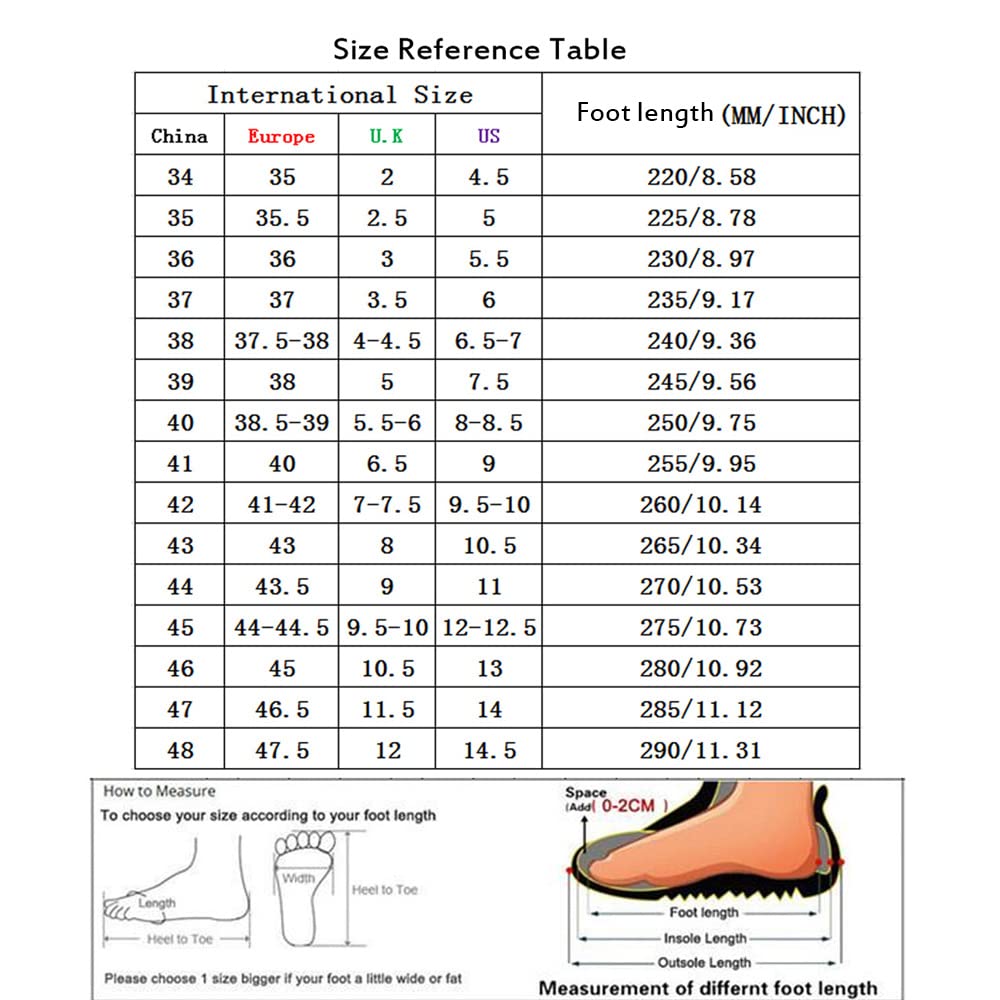 Size Reference Table
International Size Foot length (MM/INCH)
China Europe U.K US
34 35 2 4.5 220/8.58
35 35.5 2.5 5 225/8.78
36 36 3 5.5 230/8.97
37 37 3.5 6 235/9.17
38 37.5-38 4-4.5 6.5-7 240/9.36
39 38 5 7.5 245/9.56
40 38.5-39 5.5-6 8-8.5 250/9.75
41 40 6.5 9 255/9.95
42 41-42 7-7.5 9.5-10 260/10.14
43 43 8 10.5 265/10.34
44 43.5 9 11 270/10.53
45 44-44.5 9.5-10 12-12.5 275/10.73
46 45 10.5 13 280/10.92
47 46.5 11.5 14 285/11.12
48 47.5 12 14.5 290/11.31
How to Measure
To choose your size according to your foot length
Width
Length
Heel to Toe
Heel to Toe
Please choose 1 size bigger if your foot a little wide or fat
Space
(Add( 0-2CM )
Foot length
Insole Length
Outsole Length
Measurement of differnt foot length